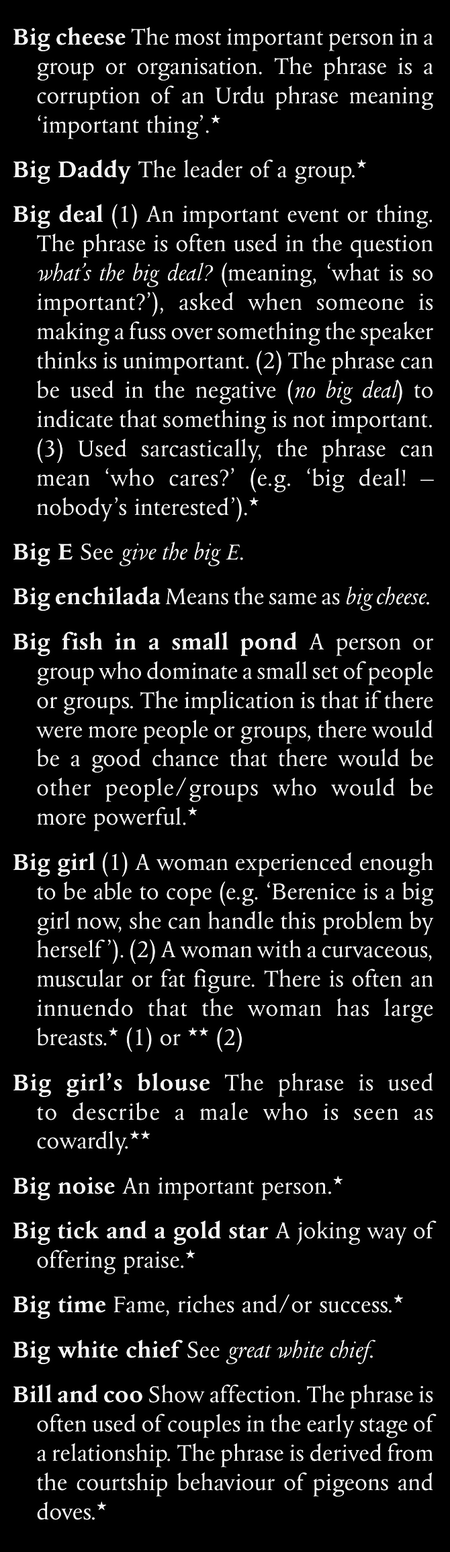 Big cheese The most important person in a
group or organisation. The phrase is a
corruption of an Urdu phrase meaning
‘important thing’.★
Big Daddy The leader of a group.★
Big deal (1) An important event or thing.
The phrase is often used in the question
what’s the big deal? (meaning, ‘what is so
important?’), asked when someone is
making a fuss over something the speaker
thinks is unimportant. (2) The phrase can
be used in the negative (no big deal) to
indicate that something is not important.
(3) Used sarcastically, the phrase can
mean ‘who cares?’ (e.g. ‘big deal! –
nobody’s interested’).★
Big E See give the big E.
Big enchilada Means the same as big cheese.
Big fish in a small pond A person or
group who dominate a small set of people
or groups. The implication is that if there
were more people or groups, there would
be a good chance that there would be
other people/groups who would be
more powerful.★
Big girl (1) A woman experienced enough
to be able to cope (e.g. ‘Berenice is a big
girl now, she can handle this problem by
herself’). (2) A woman with a curvaceous,
muscular or fat figure. There is often an
innuendo that the woman has large
breasts.★ (1) or ★★ (2)
Big girl’s blouse The phrase is used
to describe a male who is seen as
cowardly.★★
Big noise An important person.★
Big tick and a gold star A joking way of
offering praise.★
Big time Fame, riches and/or success.★
Big white chief See great white chief.
Bill and coo Show affection. The phrase is
often used of couples in the early stage of
a relationship. The phrase is derived from
the courtship behaviour of pigeons and
doves.★